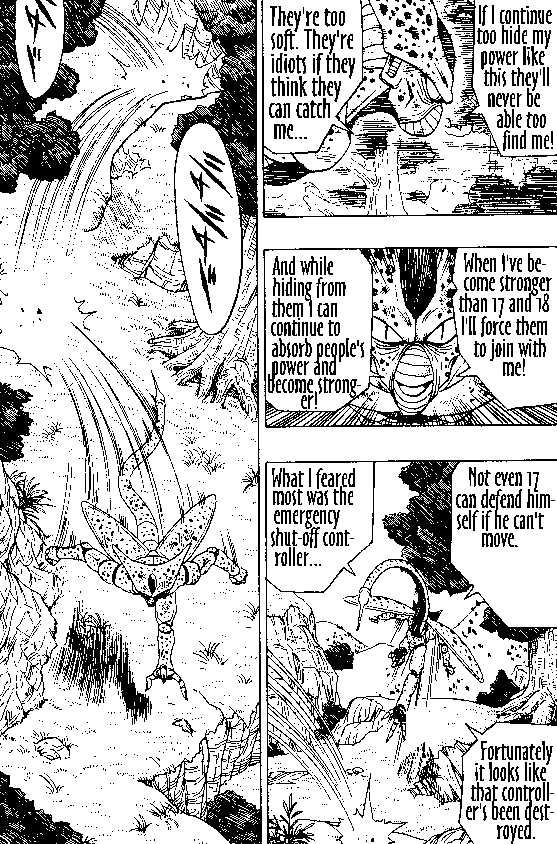 If I continue
too hide my
power like
this they'll
never be
able too
find me!
They're too
soft. They're
idiots if they
think they
can catch
me...
When I've be-
come stronger
than 17 and 18
I'll force them
to join with
me!
And while
hiding from
them I can
continue to
absorb people's
power and
become strong-
er!
Not even 17
can defend him-
self if he can't
move.
What I feared
most was the
emergency
shut-off cont-
roller...
Fortunately
it looks like
that controll-
er's been dest-
royed.